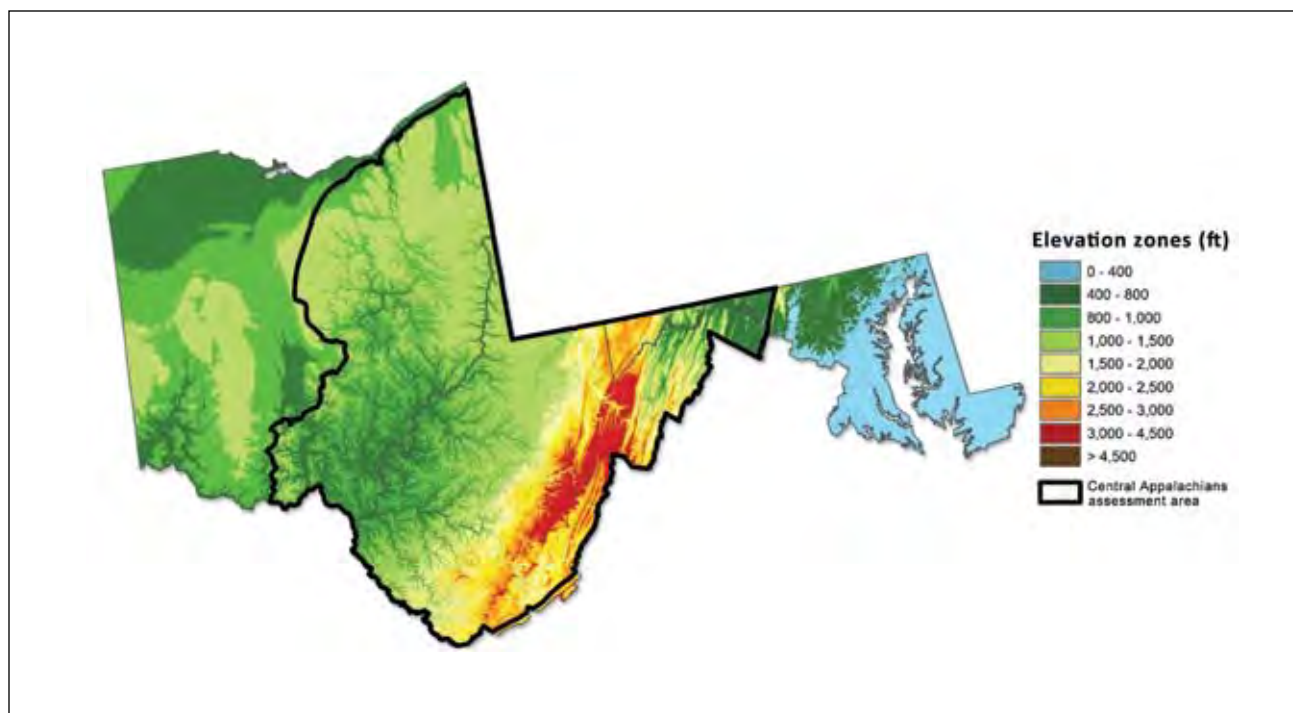 Elevation zones (ft)
0 - 400
400 - 800
800 - 1,000
1,000 - 1,500
1,500 - 2,000
2,000 - 2,500
2,500 - 3,000
3,000 - 4,500
> 4,500
Central Appalachians
assessment area